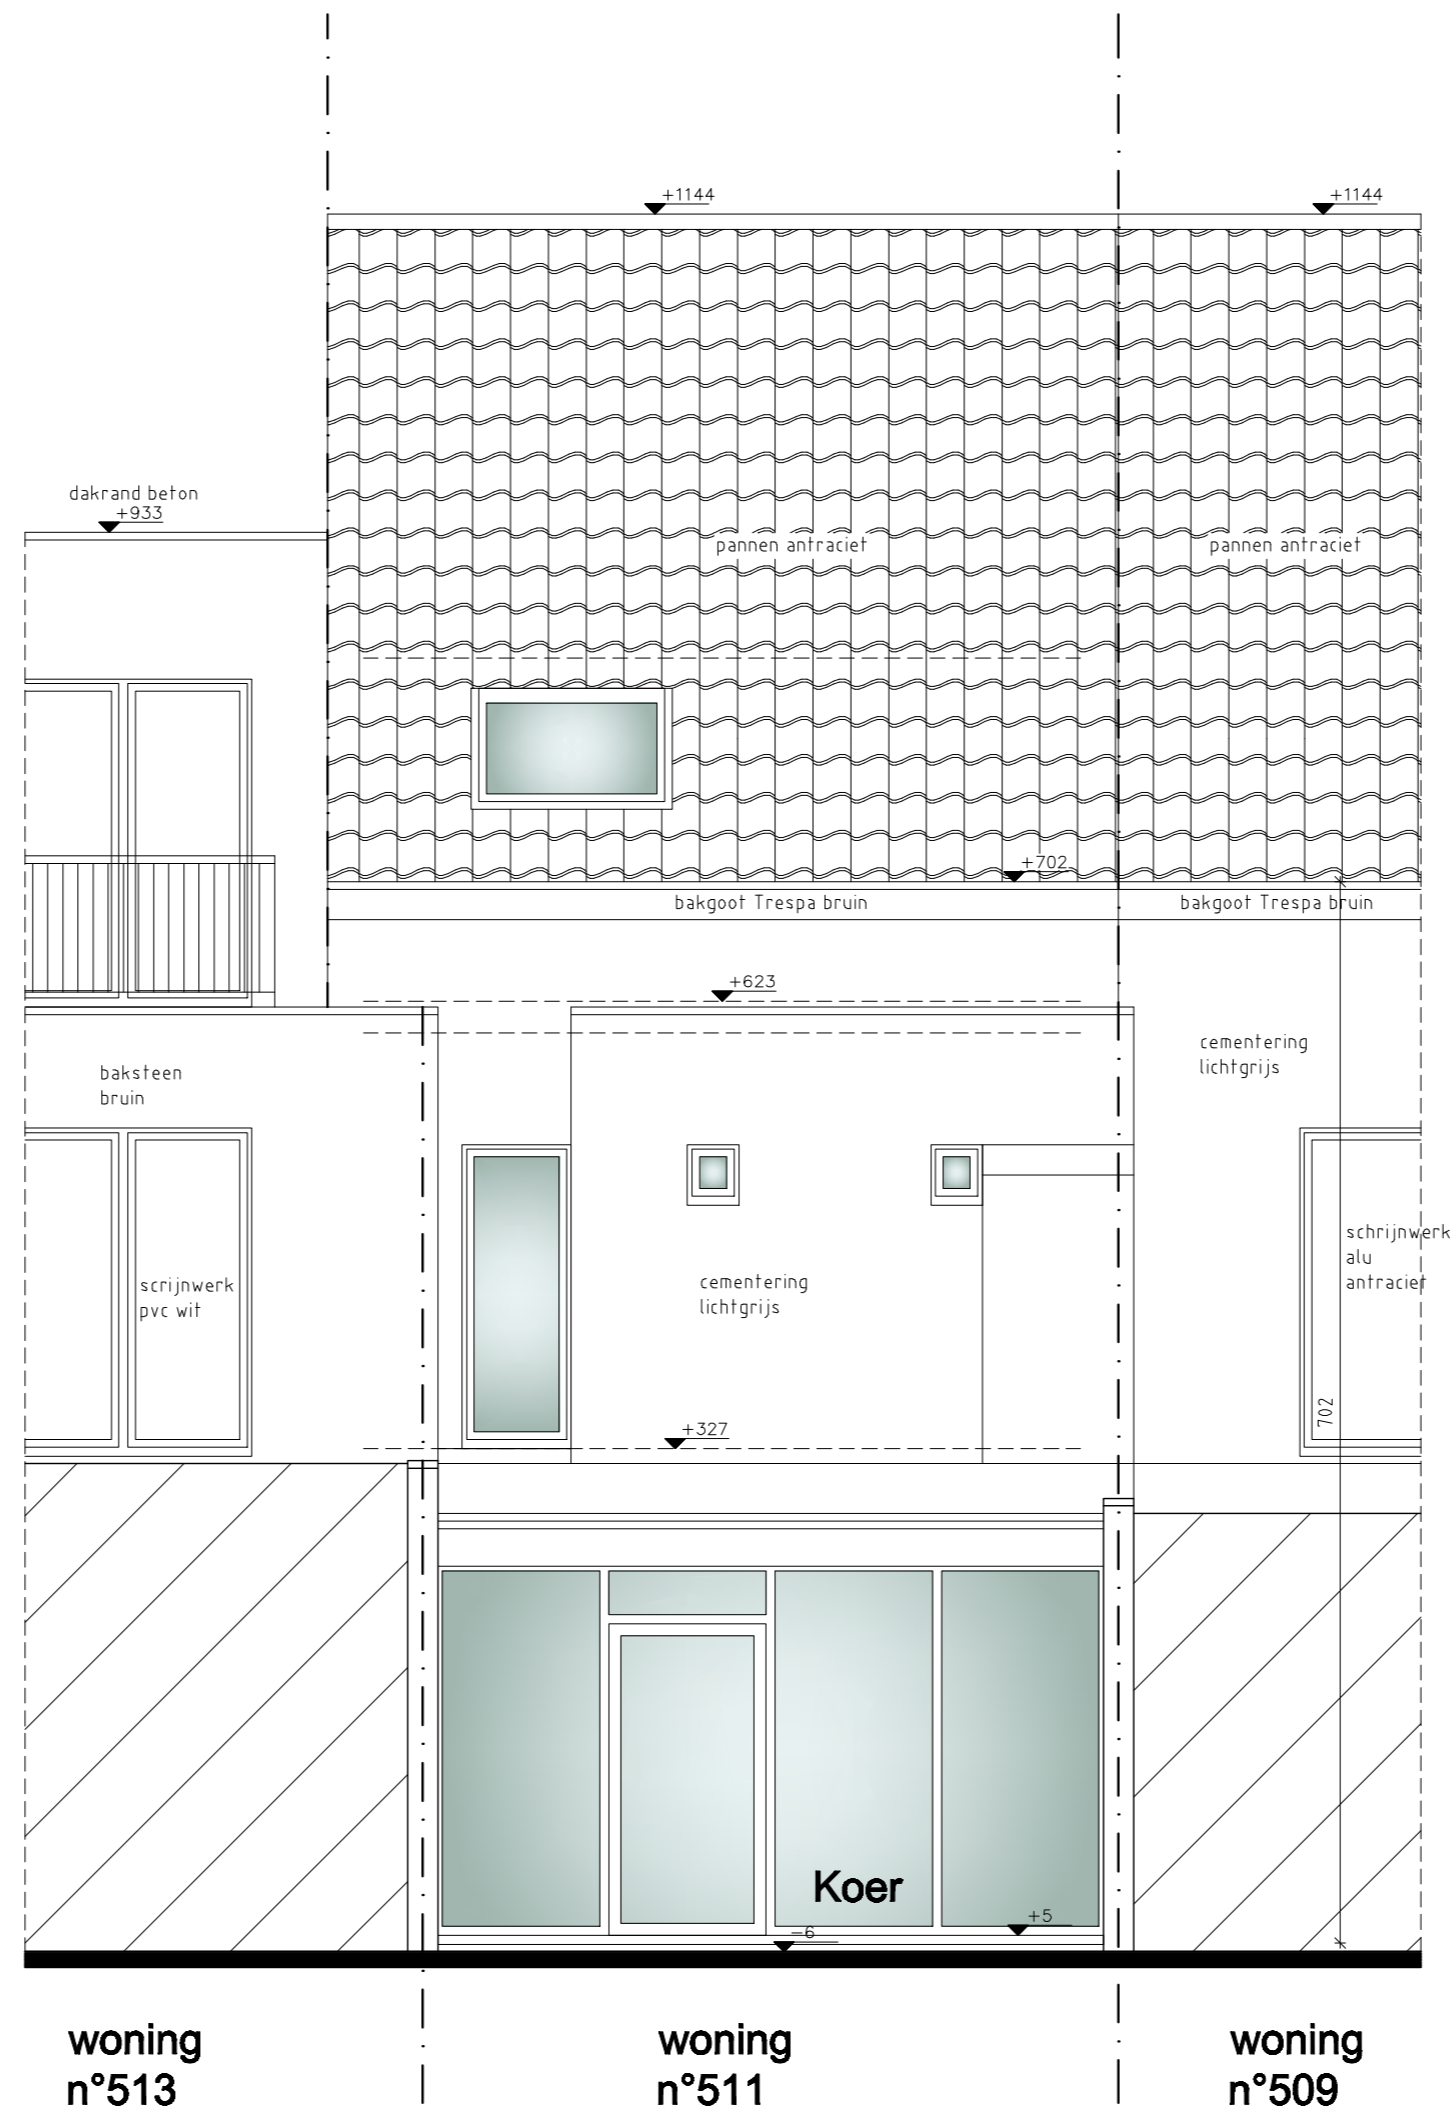 +1144
+1144
dakrand beton
+933
pannen antraciet
pannen antraciet
+702
bakgoot Trespa bruin
bakgoot Trespa bruin
+623
cementering
lichtgrijs
baksteen
bruin
schrijnwerk
alu
antraciet
scrijnwerk
pvc wit
cementering
lichtgrijs
702
+327
Koer
+5
-6
woning
n°513
woning
n°511
woning
n°509